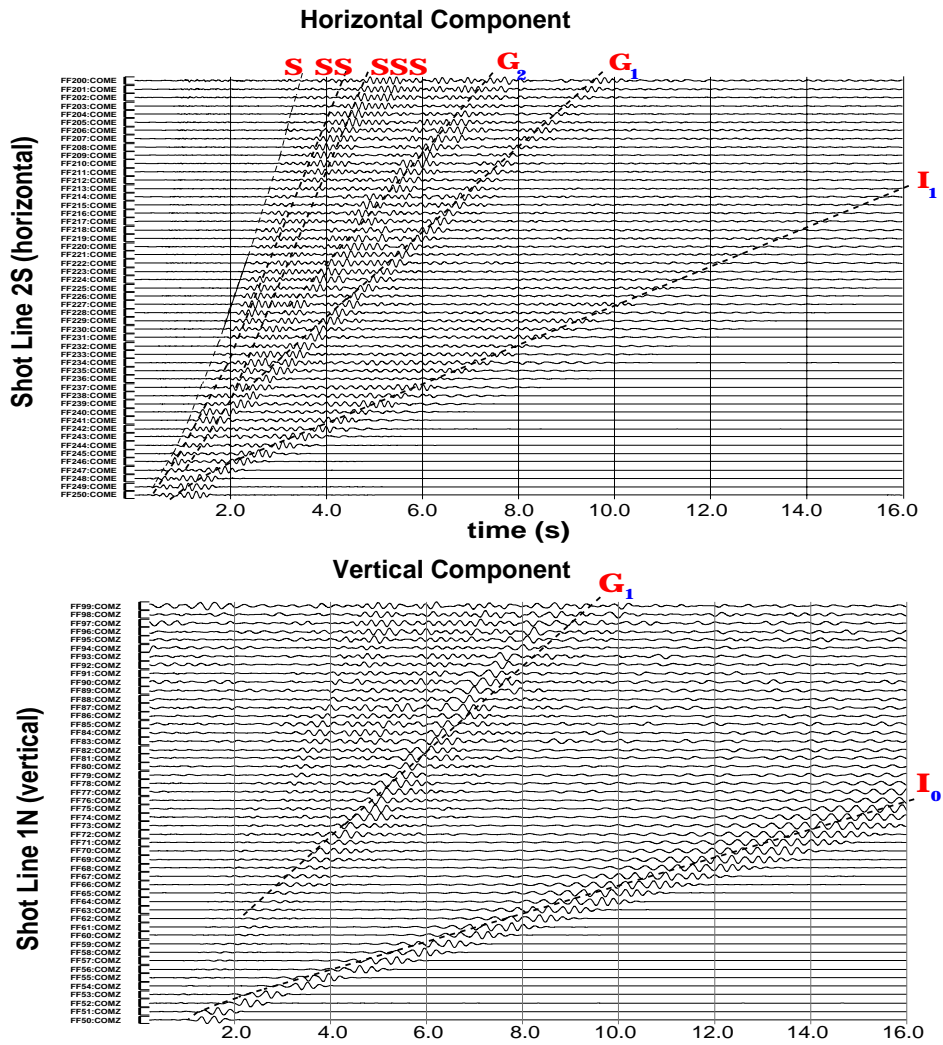 Horizontal Component
S SS SSS G2 G1
I1
Shot Line 2S (horizontal)
FF200:COME
FF201:COME
FF202:COME
FF203:COME
FF204:COME
FF205:COME
FF206:COME
FF207:COME
FF208:COME
FF209:COME
FF210:COME
FF211:COME
FF212:COME
FF213:COME
FF214:COME
FF215:COME
FF216:COME
FF217:COME
FF218:COME
FF219:COME
FF220:COME
FF221:COME
FF222:COME
FF223:COME
FF224:COME
FF225:COME
FF226:COME
FF227:COME
FF228:COME
FF229:COME
FF230:COME
FF231:COME
FF232:COME
FF233:COME
FF234:COME
FF235:COME
FF236:COME
FF237:COME
FF238:COME
FF239:COME
FF240:COME
FF241:COME
FF242:COME
FF243:COME
FF244:COME
FF245:COME
FF246:COME
FF247:COME
FF248:COME
FF249:COME
FF250:COME
2.0 4.0 6.0 8.0 10.0 12.0 14.0 16.0
time (s)
Vertical Component
G1
I0
Shot Line 1N (vertical)
FF99:COMZ
FF98:COMZ
FF97:COMZ
FF96:COMZ
FF95:COMZ
FF94:COMZ
FF93:COMZ
FF92:COMZ
FF91:COMZ
FF90:COMZ
FF89:COMZ
FF88:COMZ
FF87:COMZ
FF86:COMZ
FF85:COMZ
FF84:COMZ
FF83:COMZ
FF82:COMZ
FF81:COMZ
FF80:COMZ
FF79:COMZ
FF78:COMZ
FF77:COMZ
FF76:COMZ
FF75:COMZ
FF74:COMZ
FF73:COMZ
FF72:COMZ
FF71:COMZ
FF70:COMZ
FF69:COMZ
FF68:COMZ
FF67:COMZ
FF66:COMZ
FF65:COMZ
FF64:COMZ
FF63:COMZ
FF62:COMZ
FF61:COMZ
FF60:COMZ
FF59:COMZ
FF58:COMZ
FF57:COMZ
FF56:COMZ
FF55:COMZ
FF54:COMZ
FF53:COMZ
FF52:COMZ
FF51:COMZ
FF50:COMZ
2.0 4.0 6.0 8.0 10.0 12.0 14.0 16.0